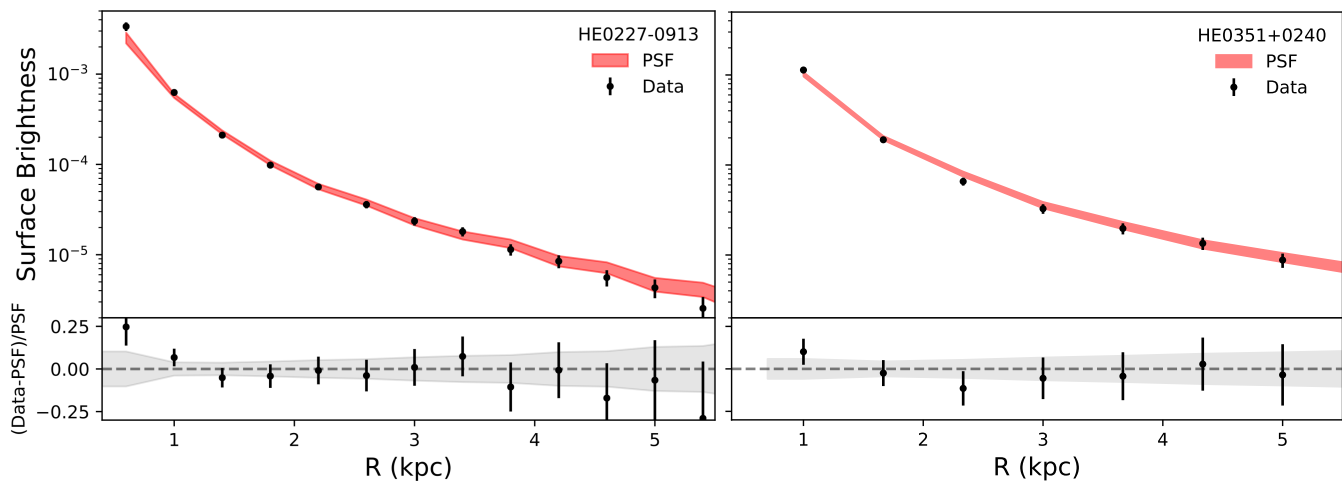 HE0227-0913
PSF
Data
Surface Brightness
10⁻³
10⁻⁴
10⁻⁵
(Data-PSF)/PSF
0.25
0.00
−0.25
1 2 3 4 5
R (kpc)
HE0351+0240
PSF
Data
1 2 3 4 5
R (kpc)